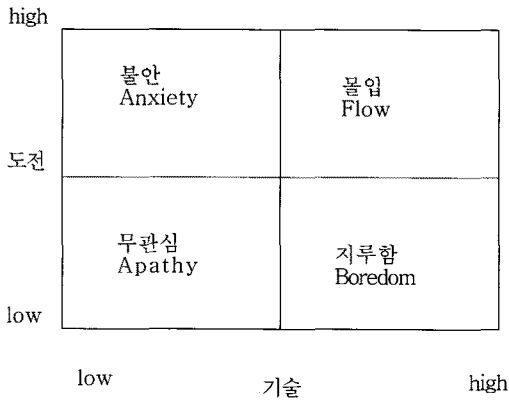 high
불안
Anxiety
몰입
Flow
도전
무관심
Apathy
지루함
Boredom
low
low
기술
high